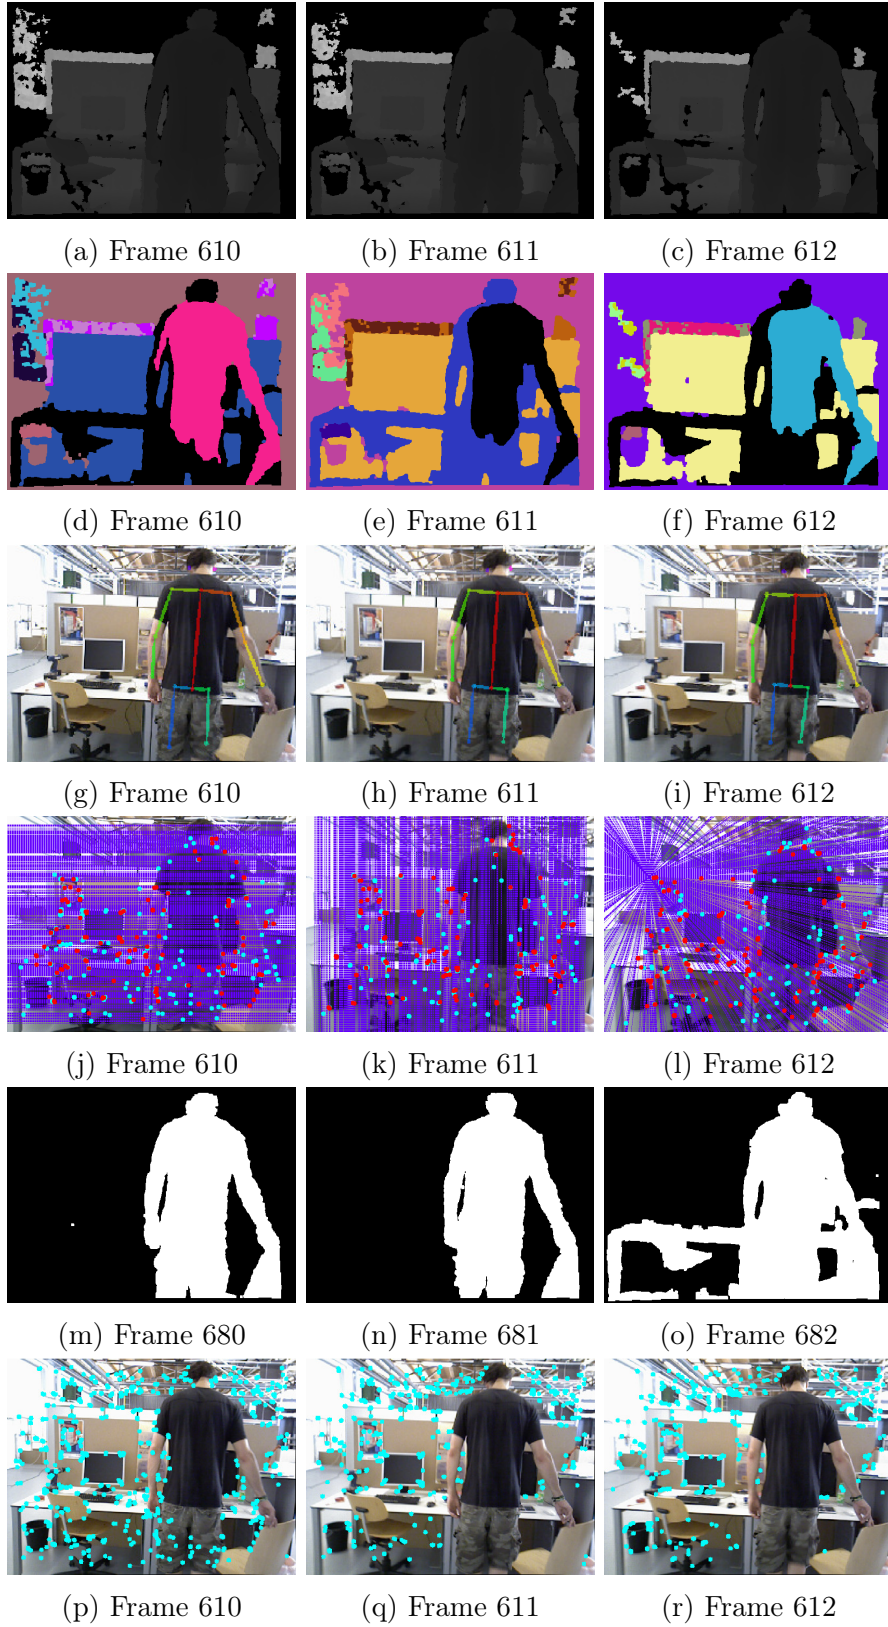 (a) Frame 610
(b) Frame 611
(c) Frame 612
(d) Frame 610
(e) Frame 611
(f) Frame 612
(g) Frame 610
(h) Frame 611
(i) Frame 612
(j) Frame 610
(k) Frame 611
(l) Frame 612
(m) Frame 680
(n) Frame 681
(o) Frame 682
(p) Frame 610
(q) Frame 611
(r) Frame 612